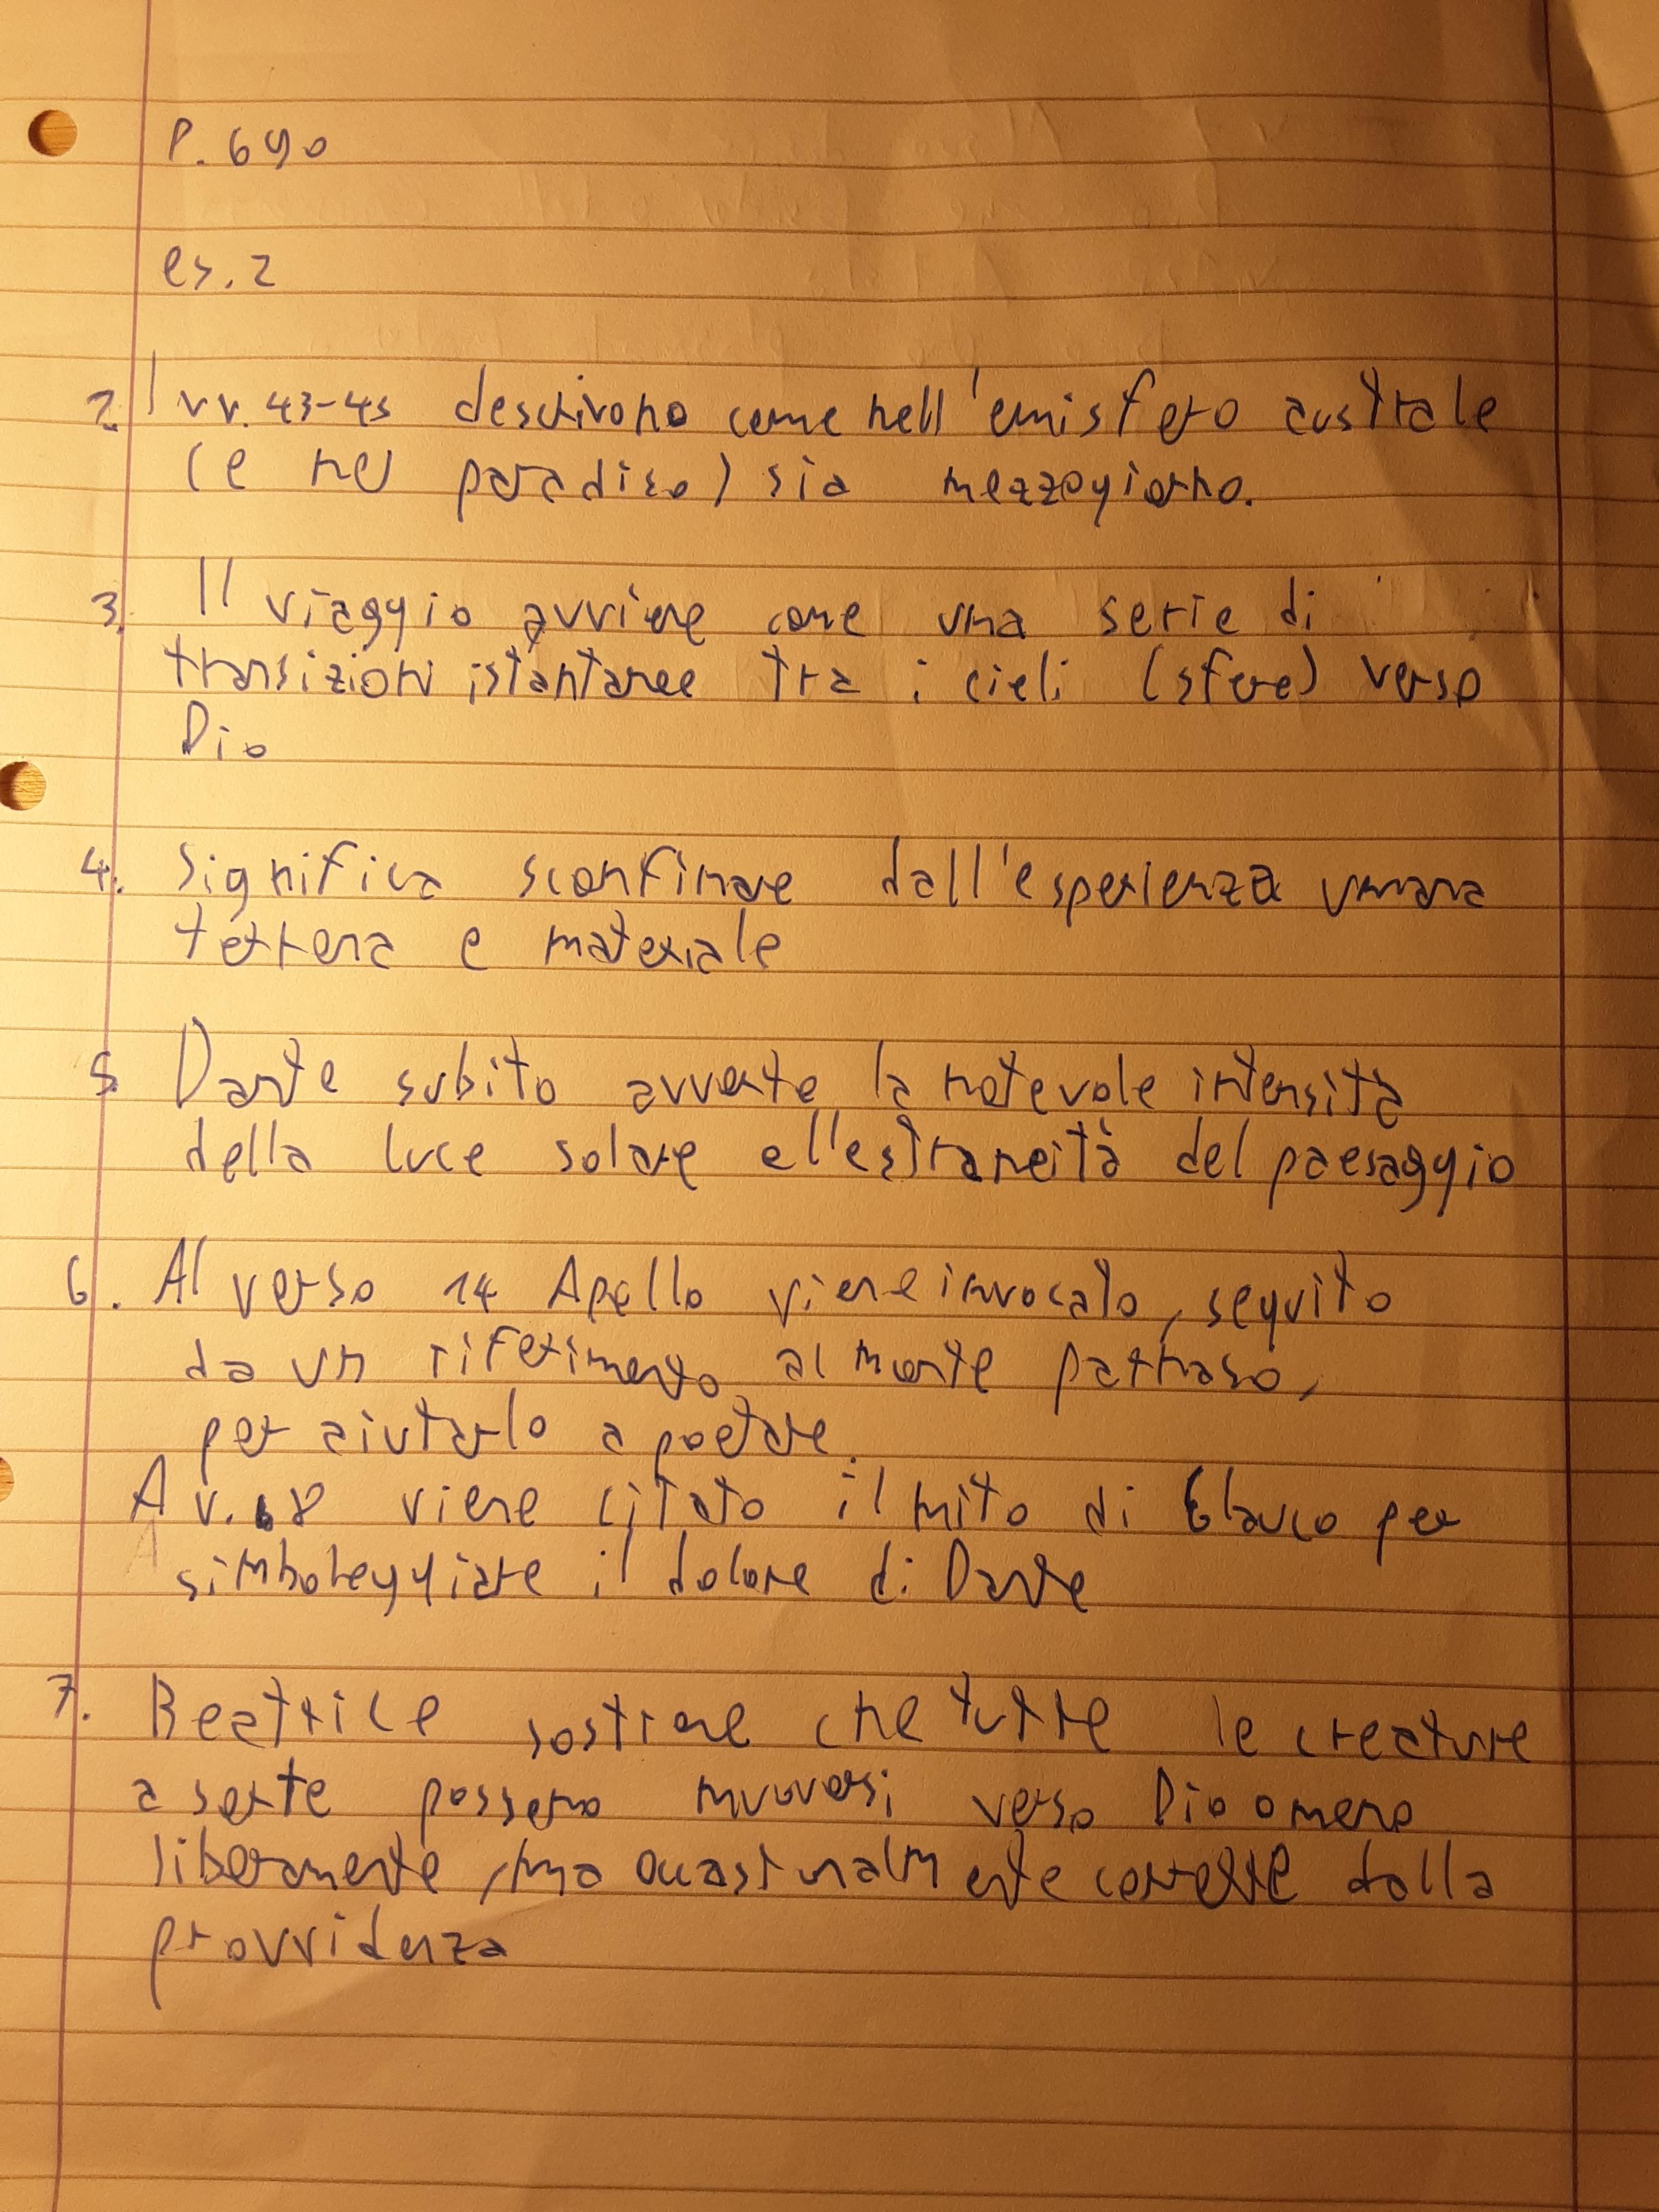 P. 690
es. 2
2. I vv. 43-45 descrivono come nell'emisfero australe
(e nel paradiso) sia mezzogiorno.
3. Il viaggio avviene come una serie di
transizioni istantanee tra i cieli (sfere) verso
Dio
4. Significa sconfinare dall'esperienza umana
terrena e materiale
5. Dante subito avverte la notevole intensità
della luce solare e l'estraneità del paesaggio
6. Al verso 14 Apollo viene invocato, seguito
da un riferimento al monte parnaso,
per aiutarlo a poetare.
A v. 68 viene citato il mito di Glauco per
simboleggiare il dolore di Dante
7. Beatrice sostiene che tutte le creature
a sorte possono muoversi verso Dio o meno
liberamente, ma occasionalmente corrette dalla
provvidenza